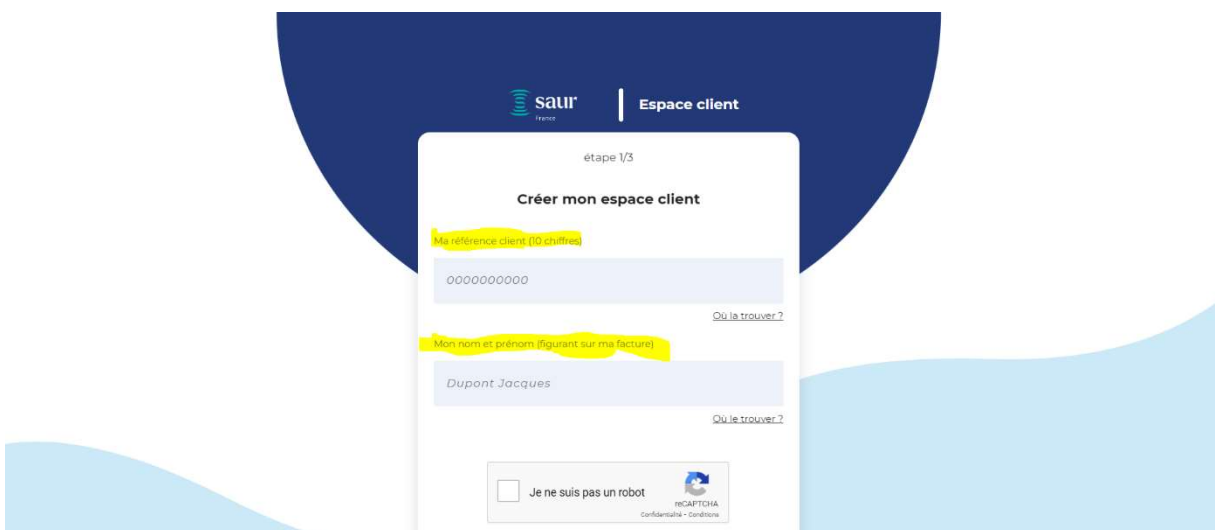 saur
France
Espace client
étape 1/3
Créer mon espace client
Ma référence client (10 chiffres)
0000000000
Où la trouver ?
Mon nom et prénom (figurant sur ma facture)
Dupont Jacques
Où le trouver ?
Je ne suis pas un robot
reCAPTCHA
Confidentialité - Conditions